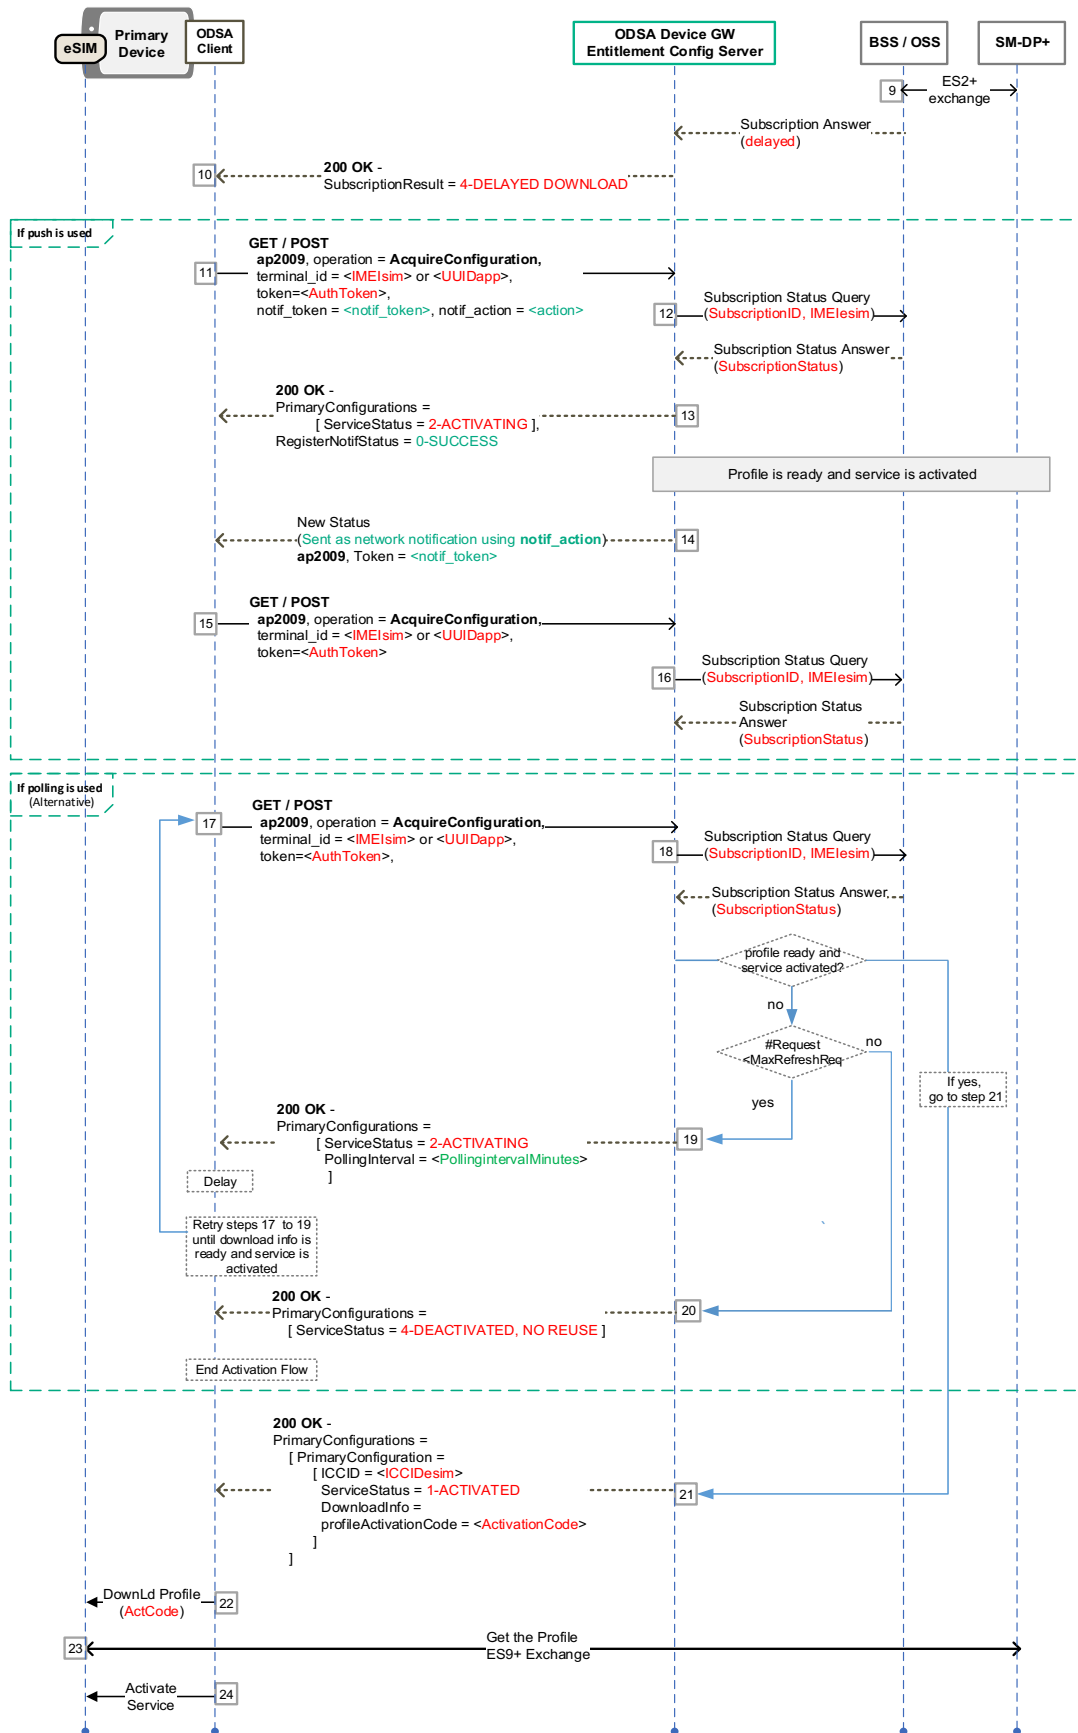 eSIM
Primary
Device
ODSA
Client
ODSA Device GW
Entitlement Config Server
BSS / OSS
SM-DP+
9
ES2+
exchange
Subscription Answer
(delayed)
10
200 OK -
SubscriptionResult = 4-DELAYED DOWNLOAD
If push is used
GET / POST
ap2009, operation = AcquireConfiguration,
11
terminal_id = <IMEIsim> or <UUIDapp>,
token=<AuthToken>,
notif_token = <notif_token>, notif_action = <action>
12
Subscription Status Query
(SubscriptionID, IMEIesim)
Subscription Status Answer
(SubscriptionStatus)
200 OK -
PrimaryConfigurations =
[ ServiceStatus = 2-ACTIVATING ],
RegisterNotifStatus = 0-SUCCESS
13
Profile is ready and service is activated
New Status
(Sent as network notification using notif_action)
ap2009, Token = <notif_token>
14
GET / POST
ap2009, operation = AcquireConfiguration,
15
terminal_id = <IMEIsim> or <UUIDapp>,
token=<AuthToken>
16
Subscription Status Query
(SubscriptionID, IMEIesim)
Subscription Status
Answer
(SubscriptionStatus)
If polling is used
(Alternative)
GET / POST
17
ap2009, operation = AcquireConfiguration,
terminal_id = <IMEIsim> or <UUIDapp>,
token=<AuthToken>,
18
Subscription Status Query
(SubscriptionID, IMEIesim)
Subscription Status Answer
(SubscriptionStatus)
profile ready and
service activated?
no
#Request
<MaxRefreshReq
no
yes
If yes,
go to step 21
200 OK -
PrimaryConfigurations =
[ ServiceStatus = 2-ACTIVATING
PollingInterval = <PollingintervalMinutes>
]
19
Delay
Retry steps 17 to 19
until download info is
ready and service is
activated
200 OK -
PrimaryConfigurations =
[ ServiceStatus = 4-DEACTIVATED, NO REUSE ]
20
End Activation Flow
200 OK -
PrimaryConfigurations =
[ PrimaryConfiguration =
[ ICCID = <ICCIDesim>
ServiceStatus = 1-ACTIVATED
DownloadInfo =
profileActivationCode = <ActivationCode>
]
]
21
DownLd Profile
(ActCode)
22
23
Get the Profile
ES9+ Exchange
Activate
Service
24